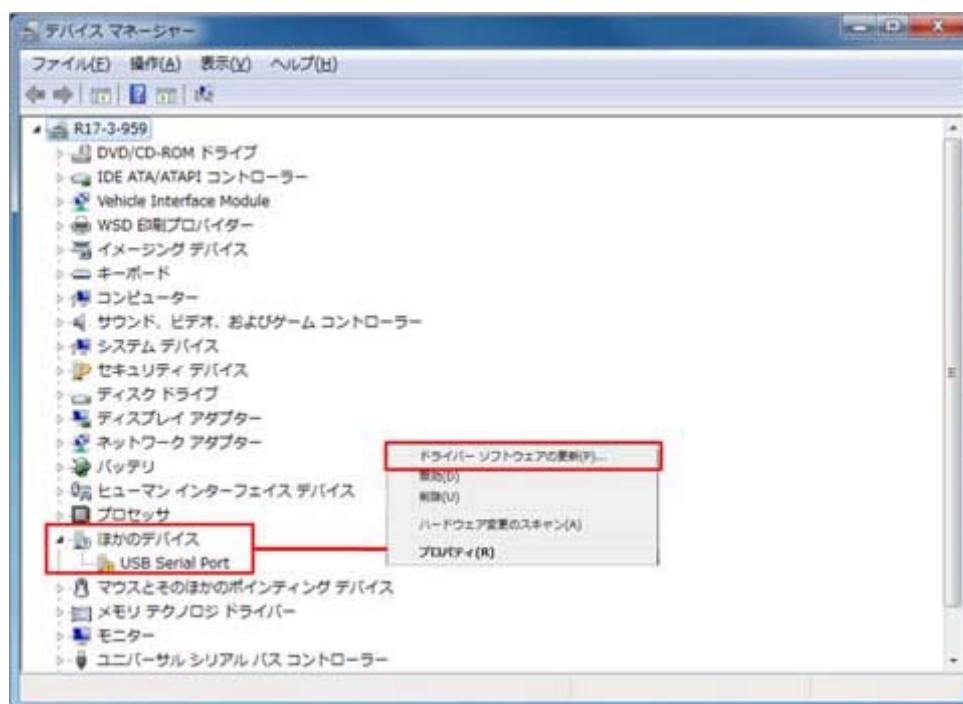 デバイス マネージャー
ファイル(F) 操作(A) 表示(V) ヘルプ(H)
R17-3-959
DVD/CD-ROM ドライブ
IDE ATA/ATAPI コントローラー
Vehicle Interface Module
WSD 印刷プロバイダー
イメージング デバイス
キーボード
コンピューター
サウンド、ビデオ、およびゲーム コントローラー
システム デバイス
セキュリティ デバイス
ディスク ドライブ
ディスプレイ アダプター
ネットワーク アダプター
バッテリ
ヒューマン インターフェイス デバイス
プロセッサ
ほかのデバイス
USB Serial Port
マウスとそのほかのポインティング デバイス
メモリ テクノロジ ドライバー
モニター
ユニバーサル シリアル バス コントローラー
ドライバー ソフトウェアの更新(P)...
無効(D)
削除(U)
ハードウェア変更のスキャン(A)
プロパティ(R)